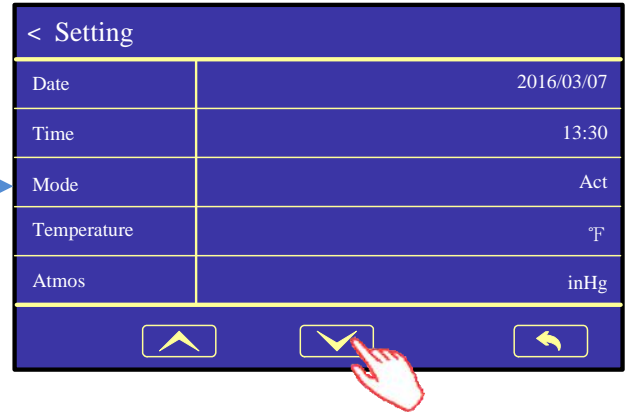 < Setting
Date 2016/03/07
Time 13:30
Mode Act
Temperature ℉
Atmos inHg